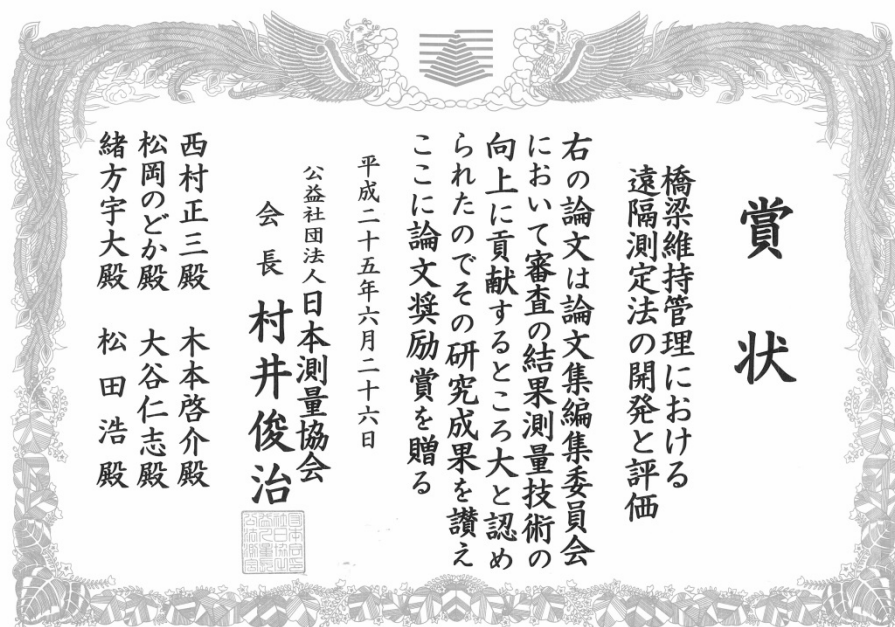 賞状
橋梁維持管理における
遠隔測定法の開発と評価
右の論文は論文集編集委員会
において審査の結果測量技術の
向上に貢献するところ大と認め
られたのでその研究成果を讃え
ここに論文奨励賞を贈る
平成二十五年六月二十六日
公益社団法人日本測量協会
会長 村井俊治
西村正三殿 木本啓介殿
松岡のどか殿 大谷仁志殿
緒方宇大殿 松田浩殿